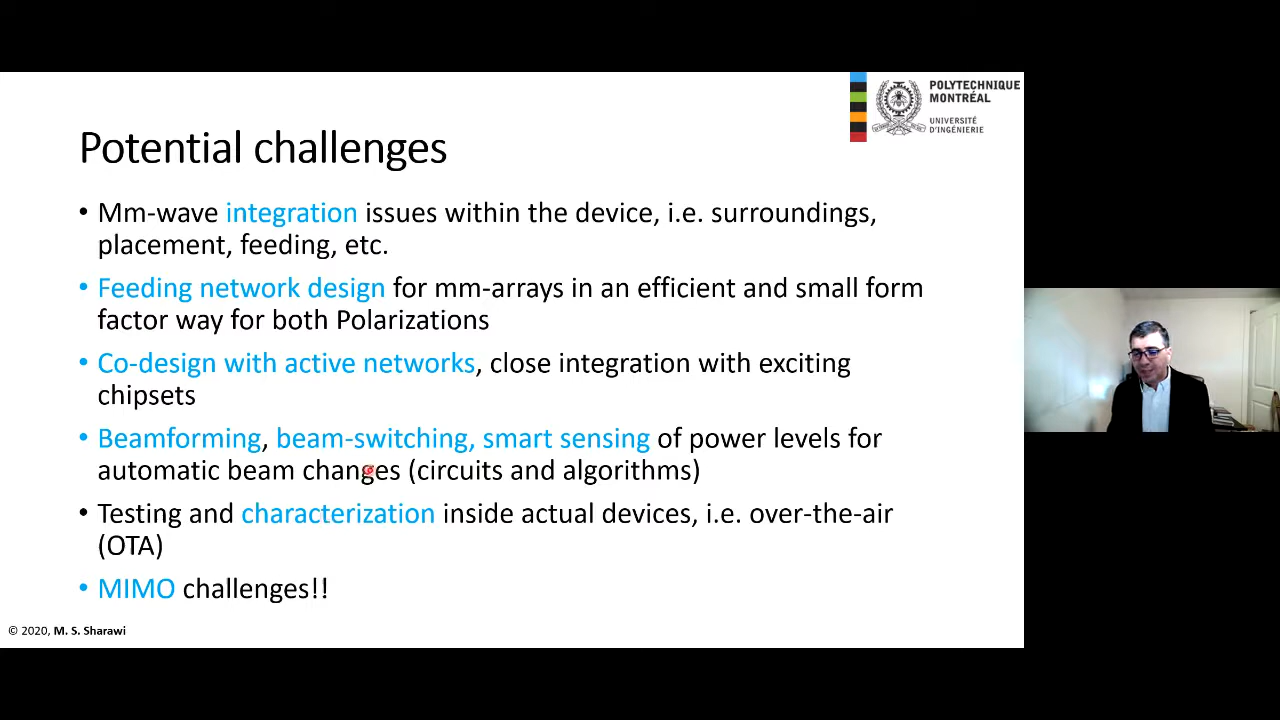 POLYTECHNIQUE
MONTRÉAL
UNIVERSITÉ
D'INGÉNIERIE
Potential challenges
• Mm-wave integration issues within the device, i.e. surroundings,
placement, feeding, etc.
• Feeding network design for mm-arrays in an efficient and small form
factor way for both Polarizations
• Co-design with active networks, close integration with exciting
chipsets
• Beamforming, beam-switching, smart sensing of power levels for
automatic beam changes (circuits and algorithms)
• Testing and characterization inside actual devices, i.e. over-the-air
(OTA)
• MIMO challenges!!
© 2020, M. S. Sharawi